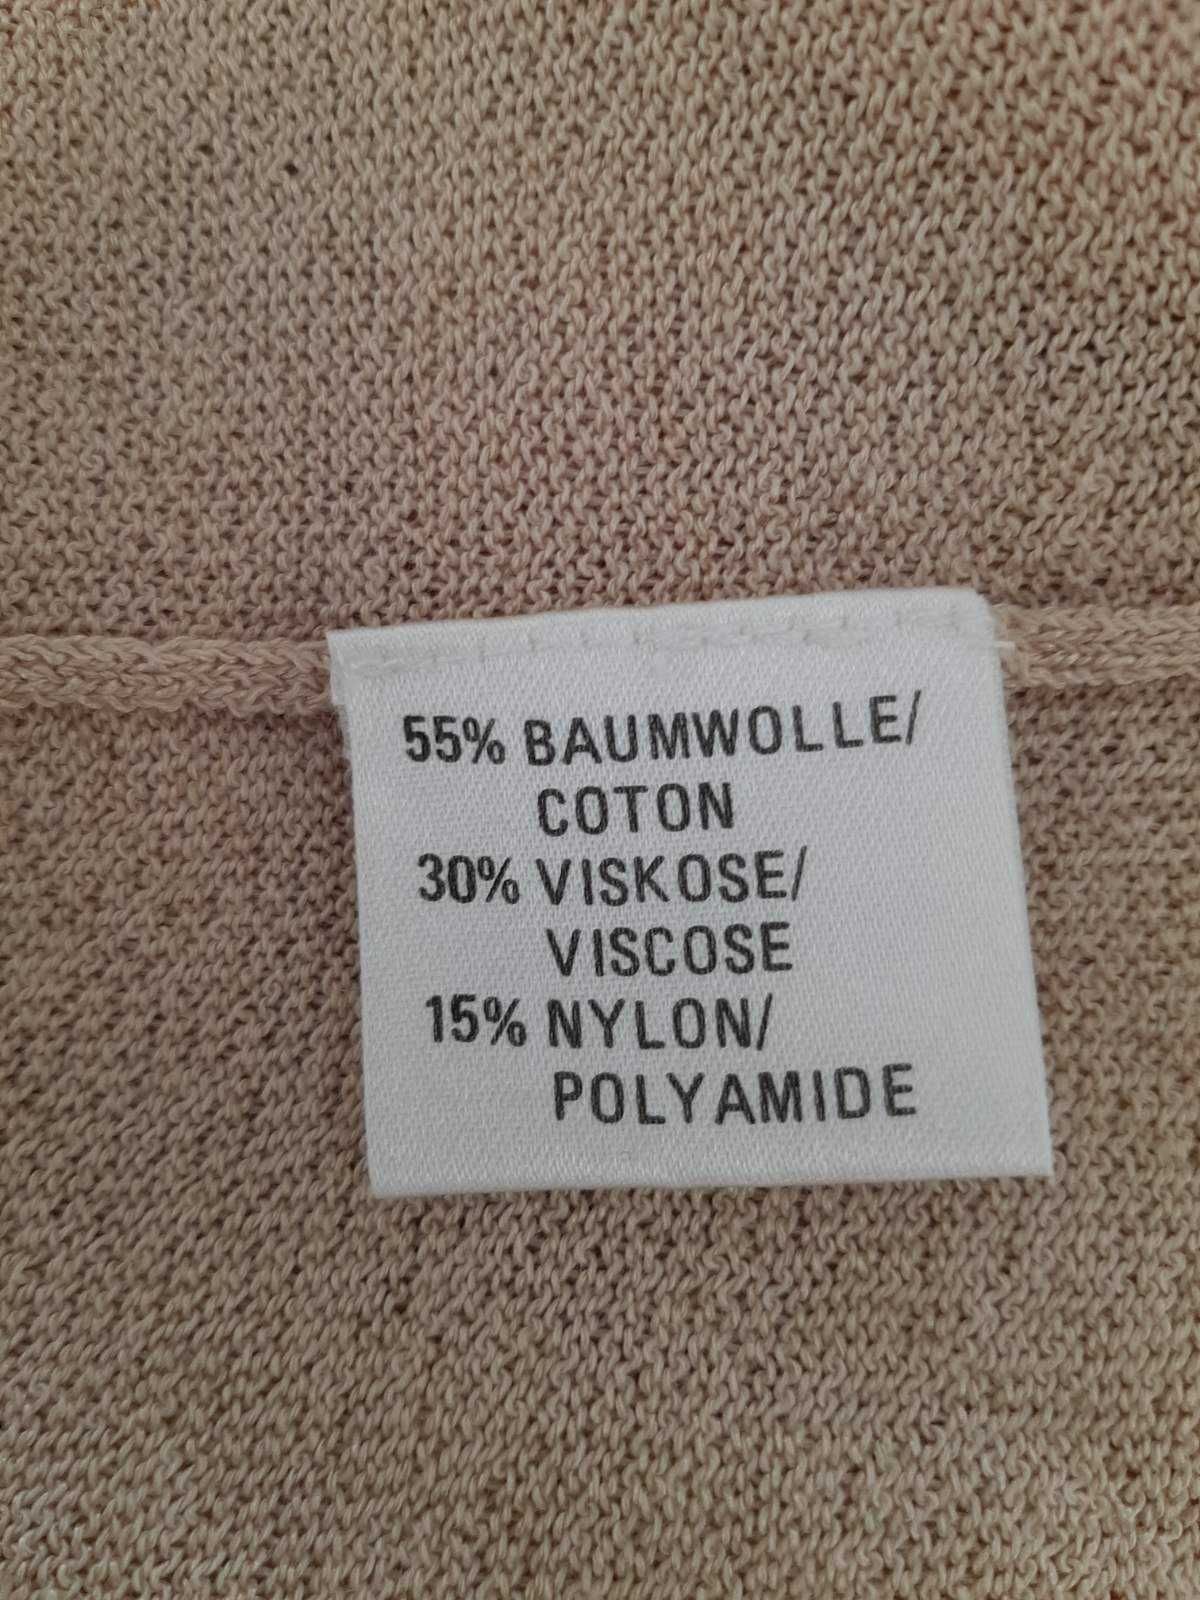 55% BAUMWOLLE/
COTON
30% VISKOSE/
VISCOSE
15% NYLON/
POLYAMIDE